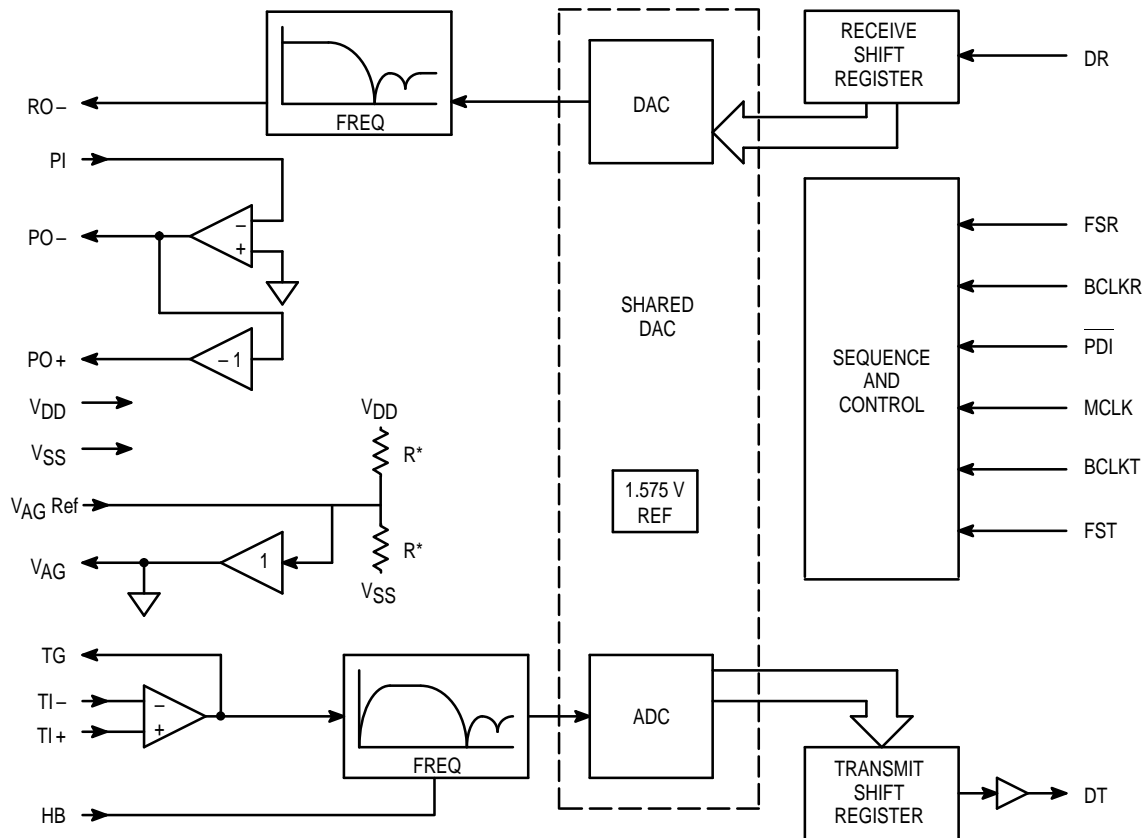 RECEIVE
SHIFT
REGISTER
DR
DAC
FREQ
RO−
PI
PO−
−
+
PO+
− 1
VDD
VSS
VAG Ref
VAG
1
VDD
R*
R*
VSS
SHARED
DAC
1.575 V
REF
SEQUENCE
AND
CONTROL
FSR
BCLKR
PDI
MCLK
BCLKT
FST
TG
TI−
TI+
−
+
HB
FREQ
ADC
TRANSMIT
SHIFT
REGISTER
DT